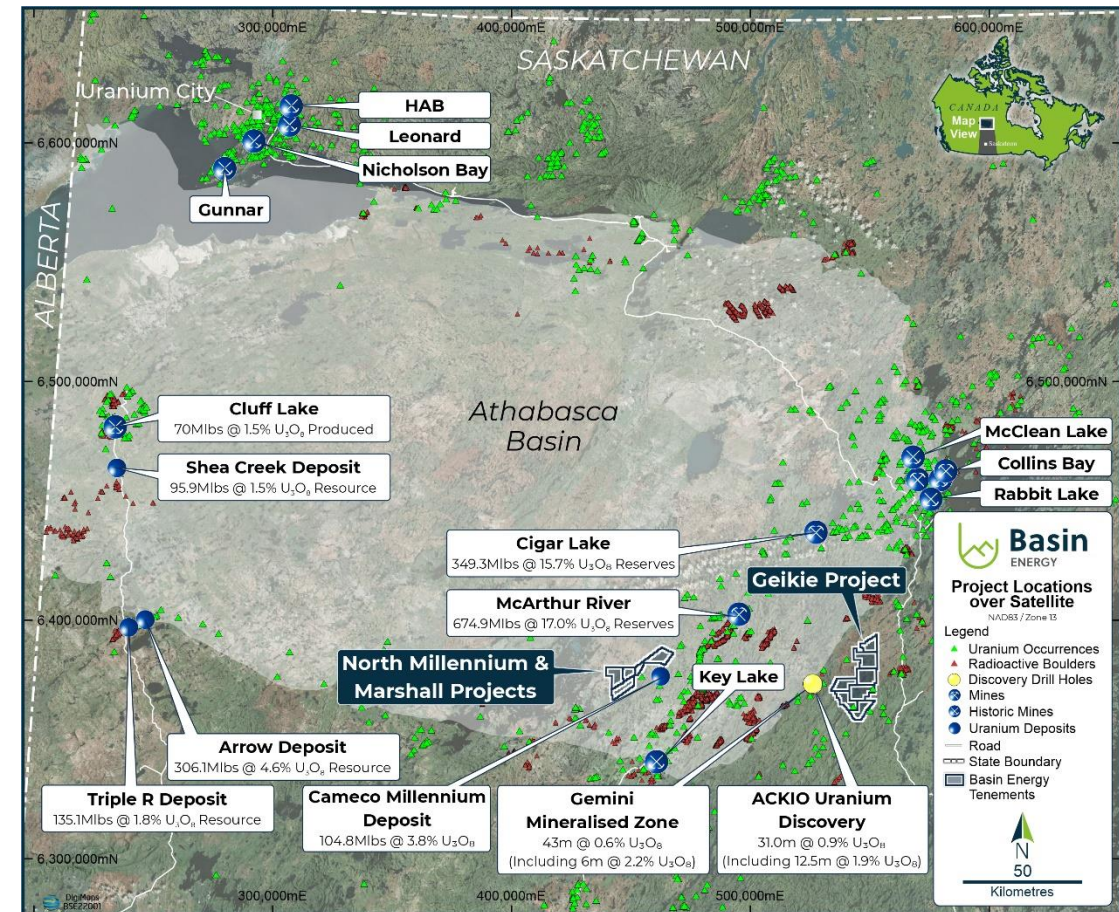 300,000mE
400,000mE
500,000mE
600,000mE
SASKATCHEWAN
Uranium City
HAB
Leonard
Nicholson Bay
Gunnar
6,600,000mN
CANADA
Map
View
Saskatoon
ALBERTA
6,500,000mN
6,500,000mN
Cluff Lake
70Mlbs @ 1.5% U₃O₈ Produced
Shea Creek Deposit
95.9Mlbs @ 1.5% U₃O₈ Resource
Athabasca
Basin
McClean Lake
Collins Bay
Rabbit Lake
Cigar Lake
349.3Mlbs @ 15.7% U₃O₈ Reserves
McArthur River
674.9Mlbs @ 17.0% U₃O₈ Reserves
Geikie Project
6,400,000mN
North Millennium &
Marshall Projects
Key Lake
Arrow Deposit
306.1Mlbs @ 4.6% U₃O₈ Resource
Triple R Deposit
135.1Mlbs @ 1.8% U₃O₈ Resource
Cameco Millennium
Deposit
104.8Mlbs @ 3.8% U₃O₈
Gemini
Mineralised Zone
43m @ 0.6% U₃O₈
(Including 6m @ 2.2% U₃O₈)
ACKIO Uranium
Discovery
31.0m @ 0.9% U₃O₈
(Including 12.5m @ 1.9% U₃O₈)
Basin
ENERGY
Project Locations
over Satellite
NAD83 / Zone 13
Legend
Uranium Occurrences
Radioactive Boulders
Discovery Drill Holes
Mines
Historic Mines
Uranium Deposits
Road
State Boundary
Basin Energy
Tenements
N
50
Kilometres
6,300,000mN
DigiMaps
BSE22001
300,000mE
400,000mE
500,000mE